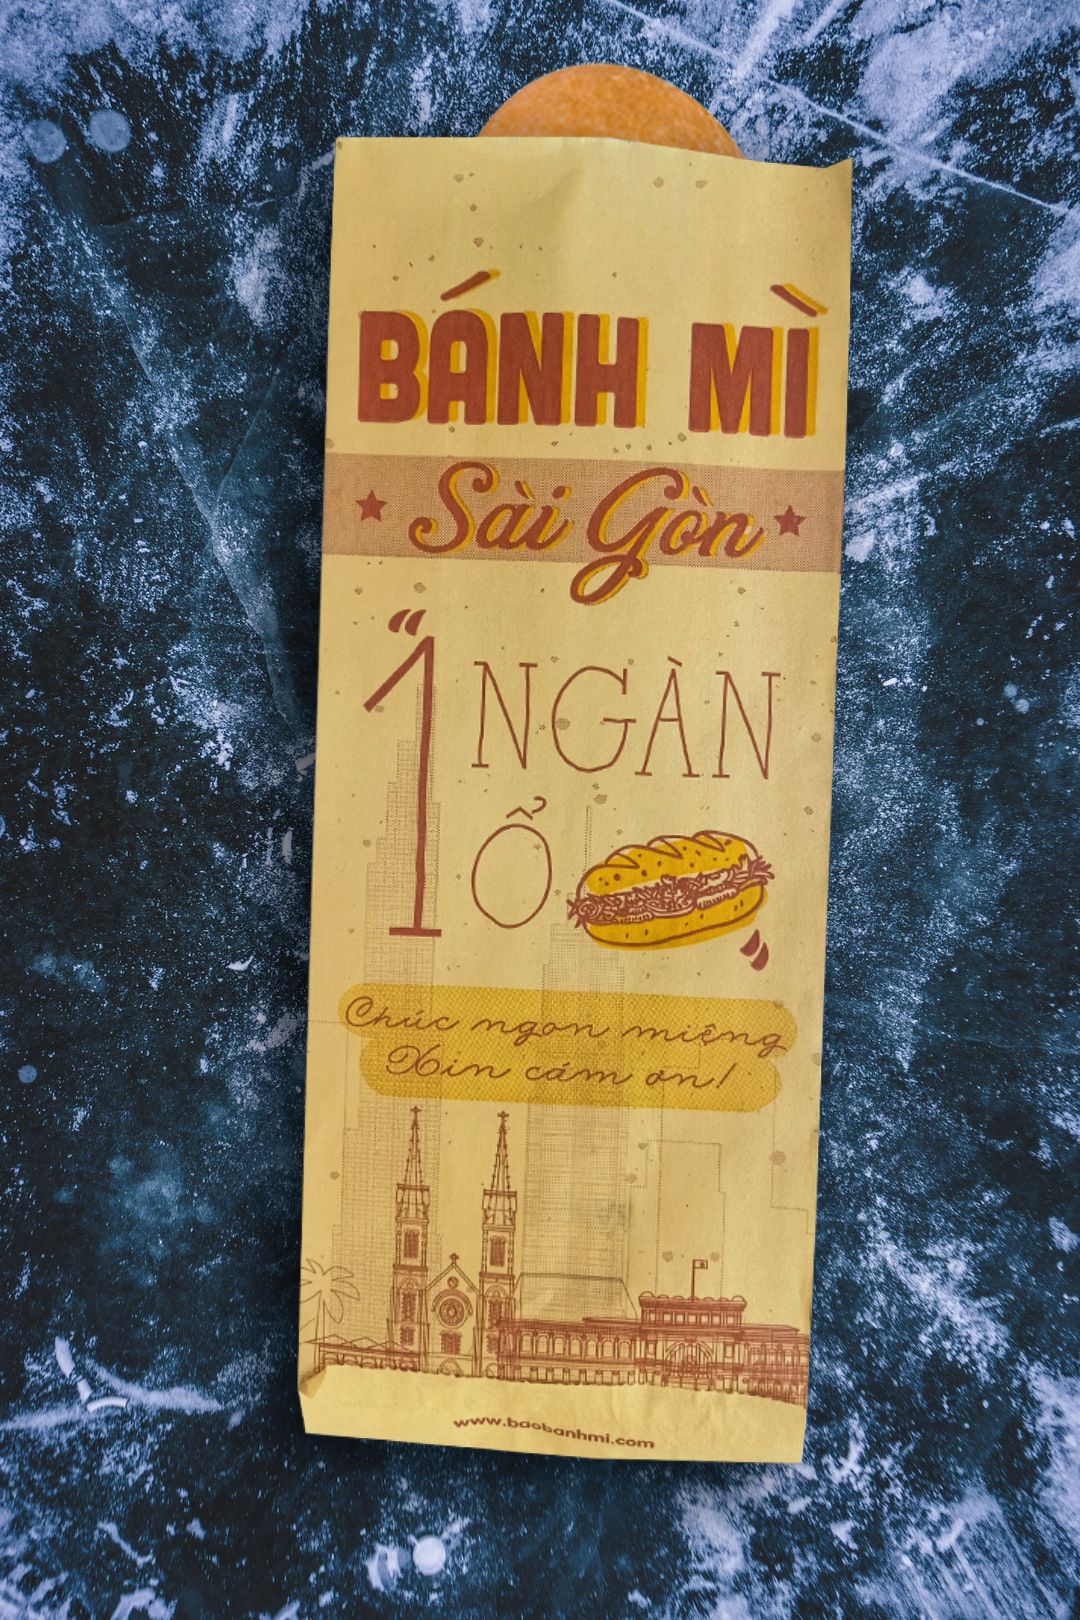 BÁNH MÌ
Sài Gòn
1 NGÀN
Ổ
Chúc ngon miệng
Xin cám ơn!
www.baobanhmi.com